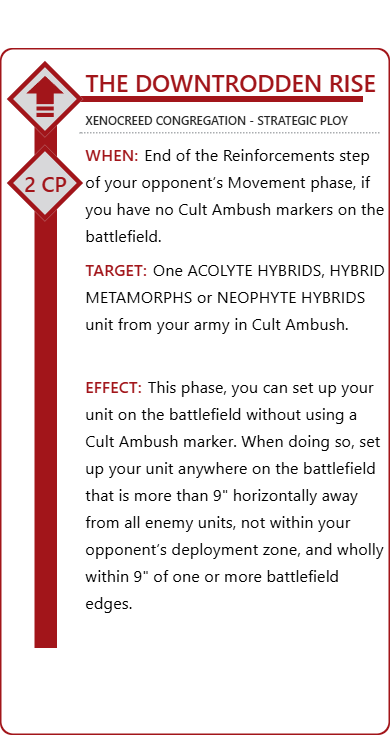 THE DOWNTRODDEN RISE
XENOCREED CONGREGATION - STRATEGIC PLOY
2 CP
WHEN: End of the Reinforcements step
of your opponent’s Movement phase, if
you have no Cult Ambush markers on the
battlefield.
TARGET: One ACOLYTE HYBRIDS, HYBRID
METAMORPHS or NEOPHYTE HYBRIDS
unit from your army in Cult Ambush.
EFFECT: This phase, you can set up your
unit on the battlefield without using a
Cult Ambush marker. When doing so, set
up your unit anywhere on the battlefield
that is more than 9" horizontally away
from all enemy units, not within your
opponent’s deployment zone, and wholly
within 9" of one or more battlefield
edges.